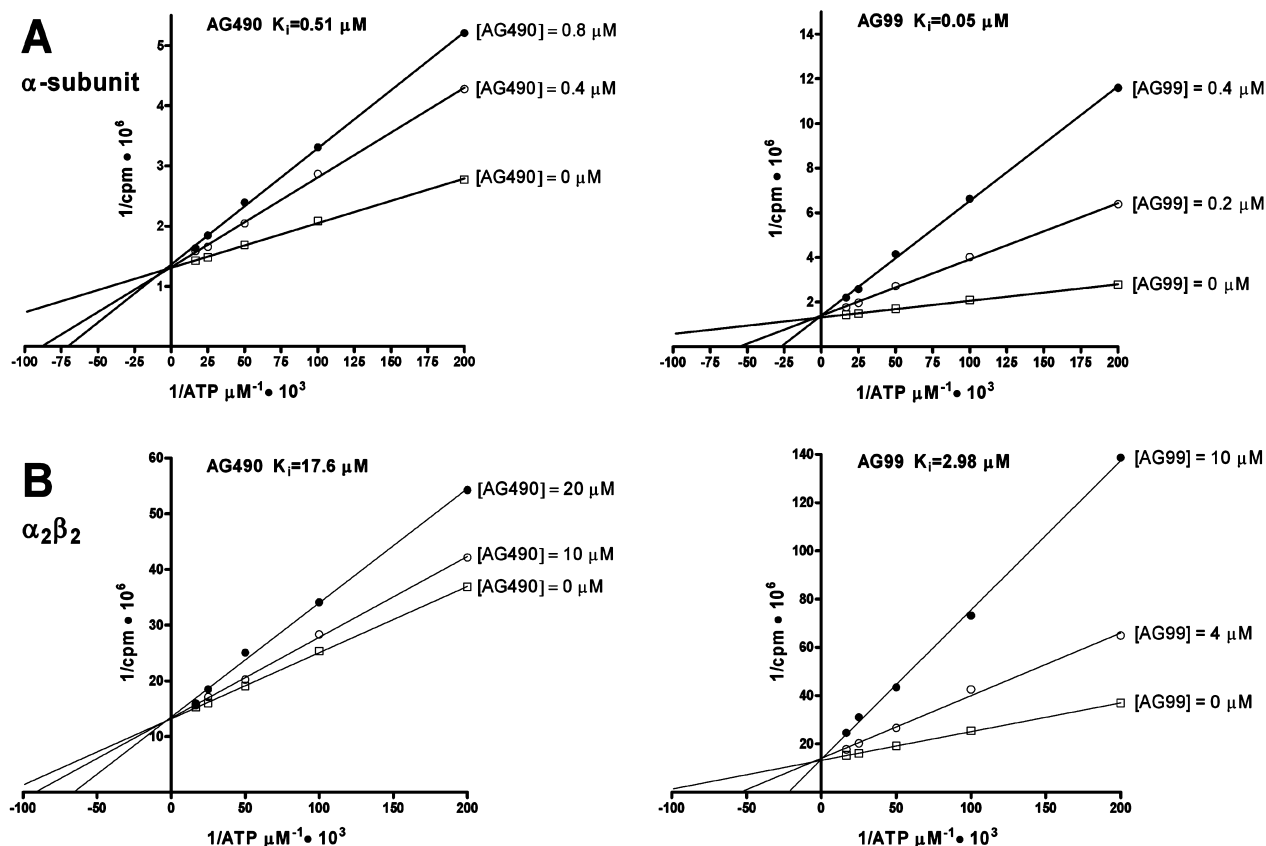 A
α-subunit
AG490 Ki=0.51 μM
[AG490] = 0.8 μM
[AG490] = 0.4 μM
[AG490] = 0 μM
1/cpm • 10⁶
5
4
3
2
1
-100 -75 -50 -25 0 25 50 75 100 125 150 175 200
1/ATP μM⁻¹ • 10³
AG99 Ki=0.05 μM
[AG99] = 0.4 μM
[AG99] = 0.2 μM
[AG99] = 0 μM
1/cpm • 10⁶
14
12
10
8
6
4
2
-100 -75 -50 -25 0 25 50 75 100 125 150 175 200
1/ATP μM⁻¹ • 10³
B
α₂β₂
AG490 Ki=17.6 μM
[AG490] = 20 μM
[AG490] = 10 μM
[AG490] = 0 μM
1/cpm • 10⁶
60
50
40
30
20
10
-100 -50 0 50 100 150 200
1/ATP μM⁻¹ • 10³
AG99 Ki=2.98 μM
[AG99] = 10 μM
[AG99] = 4 μM
[AG99] = 0 μM
1/cpm • 10⁶
140
120
100
80
60
40
20
-100 -50 0 50 100 150 200
1/ATP μM⁻¹ • 10³